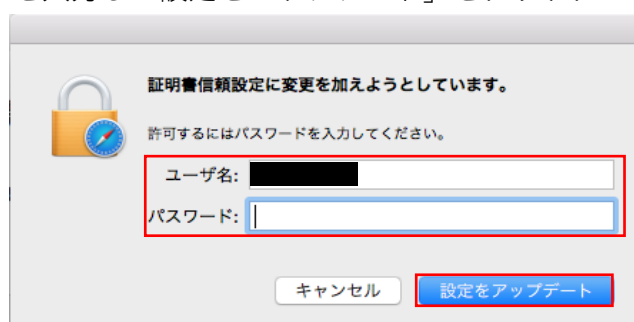 証明書信頼設定に変更を加えようとしています。
許可するにはパスワードを入力してください。
ユーザ名:
パスワード:
キャンセル
設定をアップデート